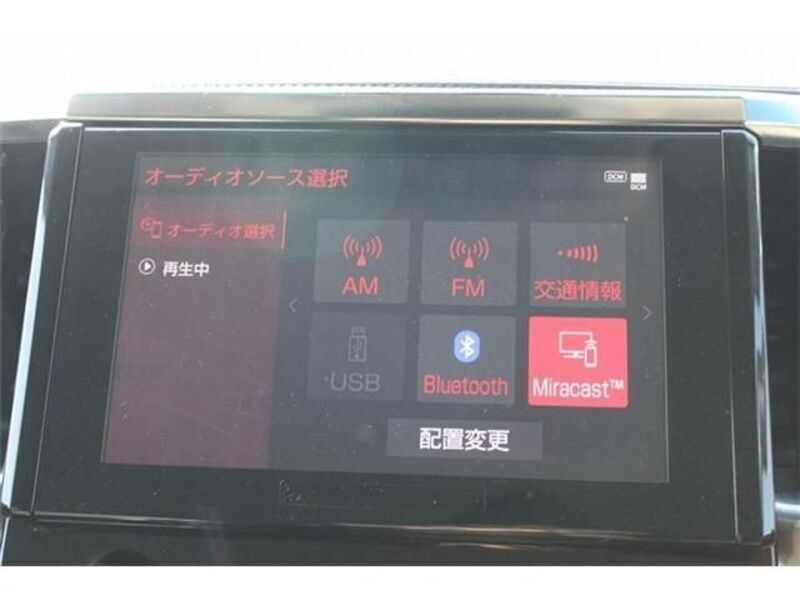 オーディオソース選択
DCM
DCM
オーディオ選択
再生中
AM
FM
交通情報
USB
Bluetooth
Miracast™
配置変更